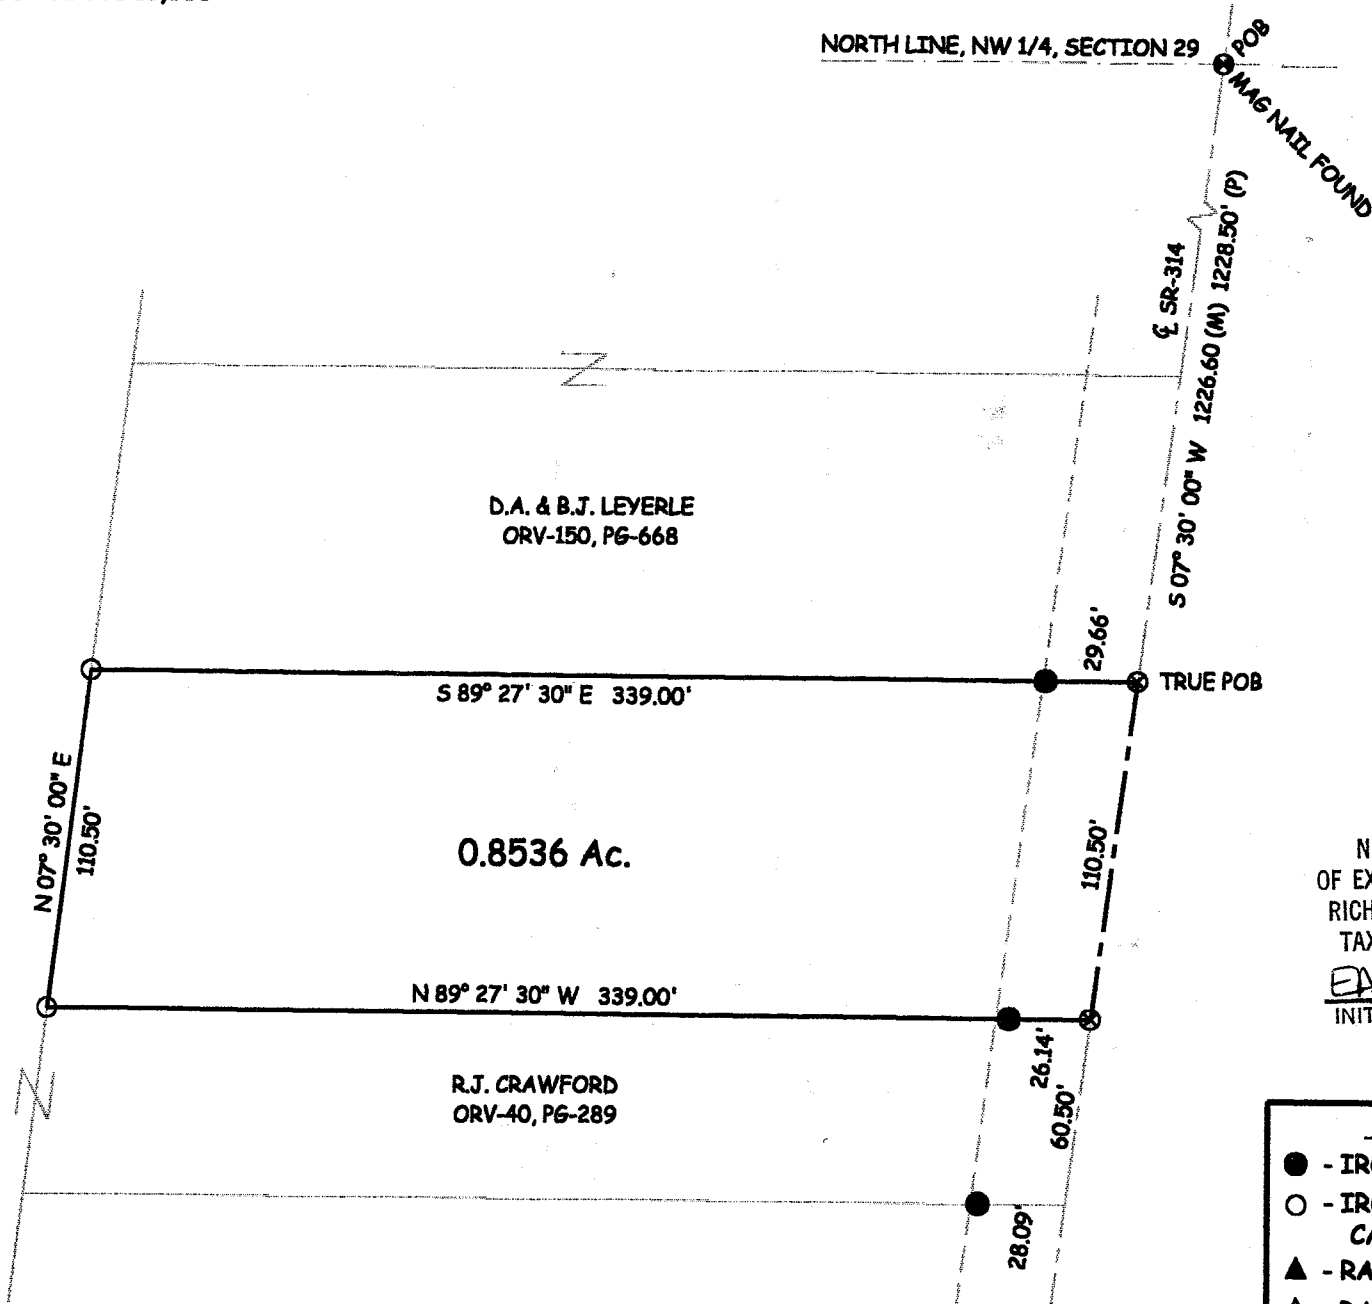 NORTH LINE, NW 1/4, SECTION 29
POB
MAG NAIL FOUND
℄ SR-314
S 07° 30' 00" W 1226.60 (M) 1228.50' (P)
D.A. & B.J. LEYERLE
ORV-150, PG-668
29.66'
S 89° 27' 30" E 339.00'
TRUE POB
N 07° 30' 00" E
110.50'
0.8536 Ac.
110.50'
N 89° 27' 30" W 339.00'
26.14'
60.50'
R.J. CRAWFORD
ORV-40, PG-289
28.09'
OF
TAX